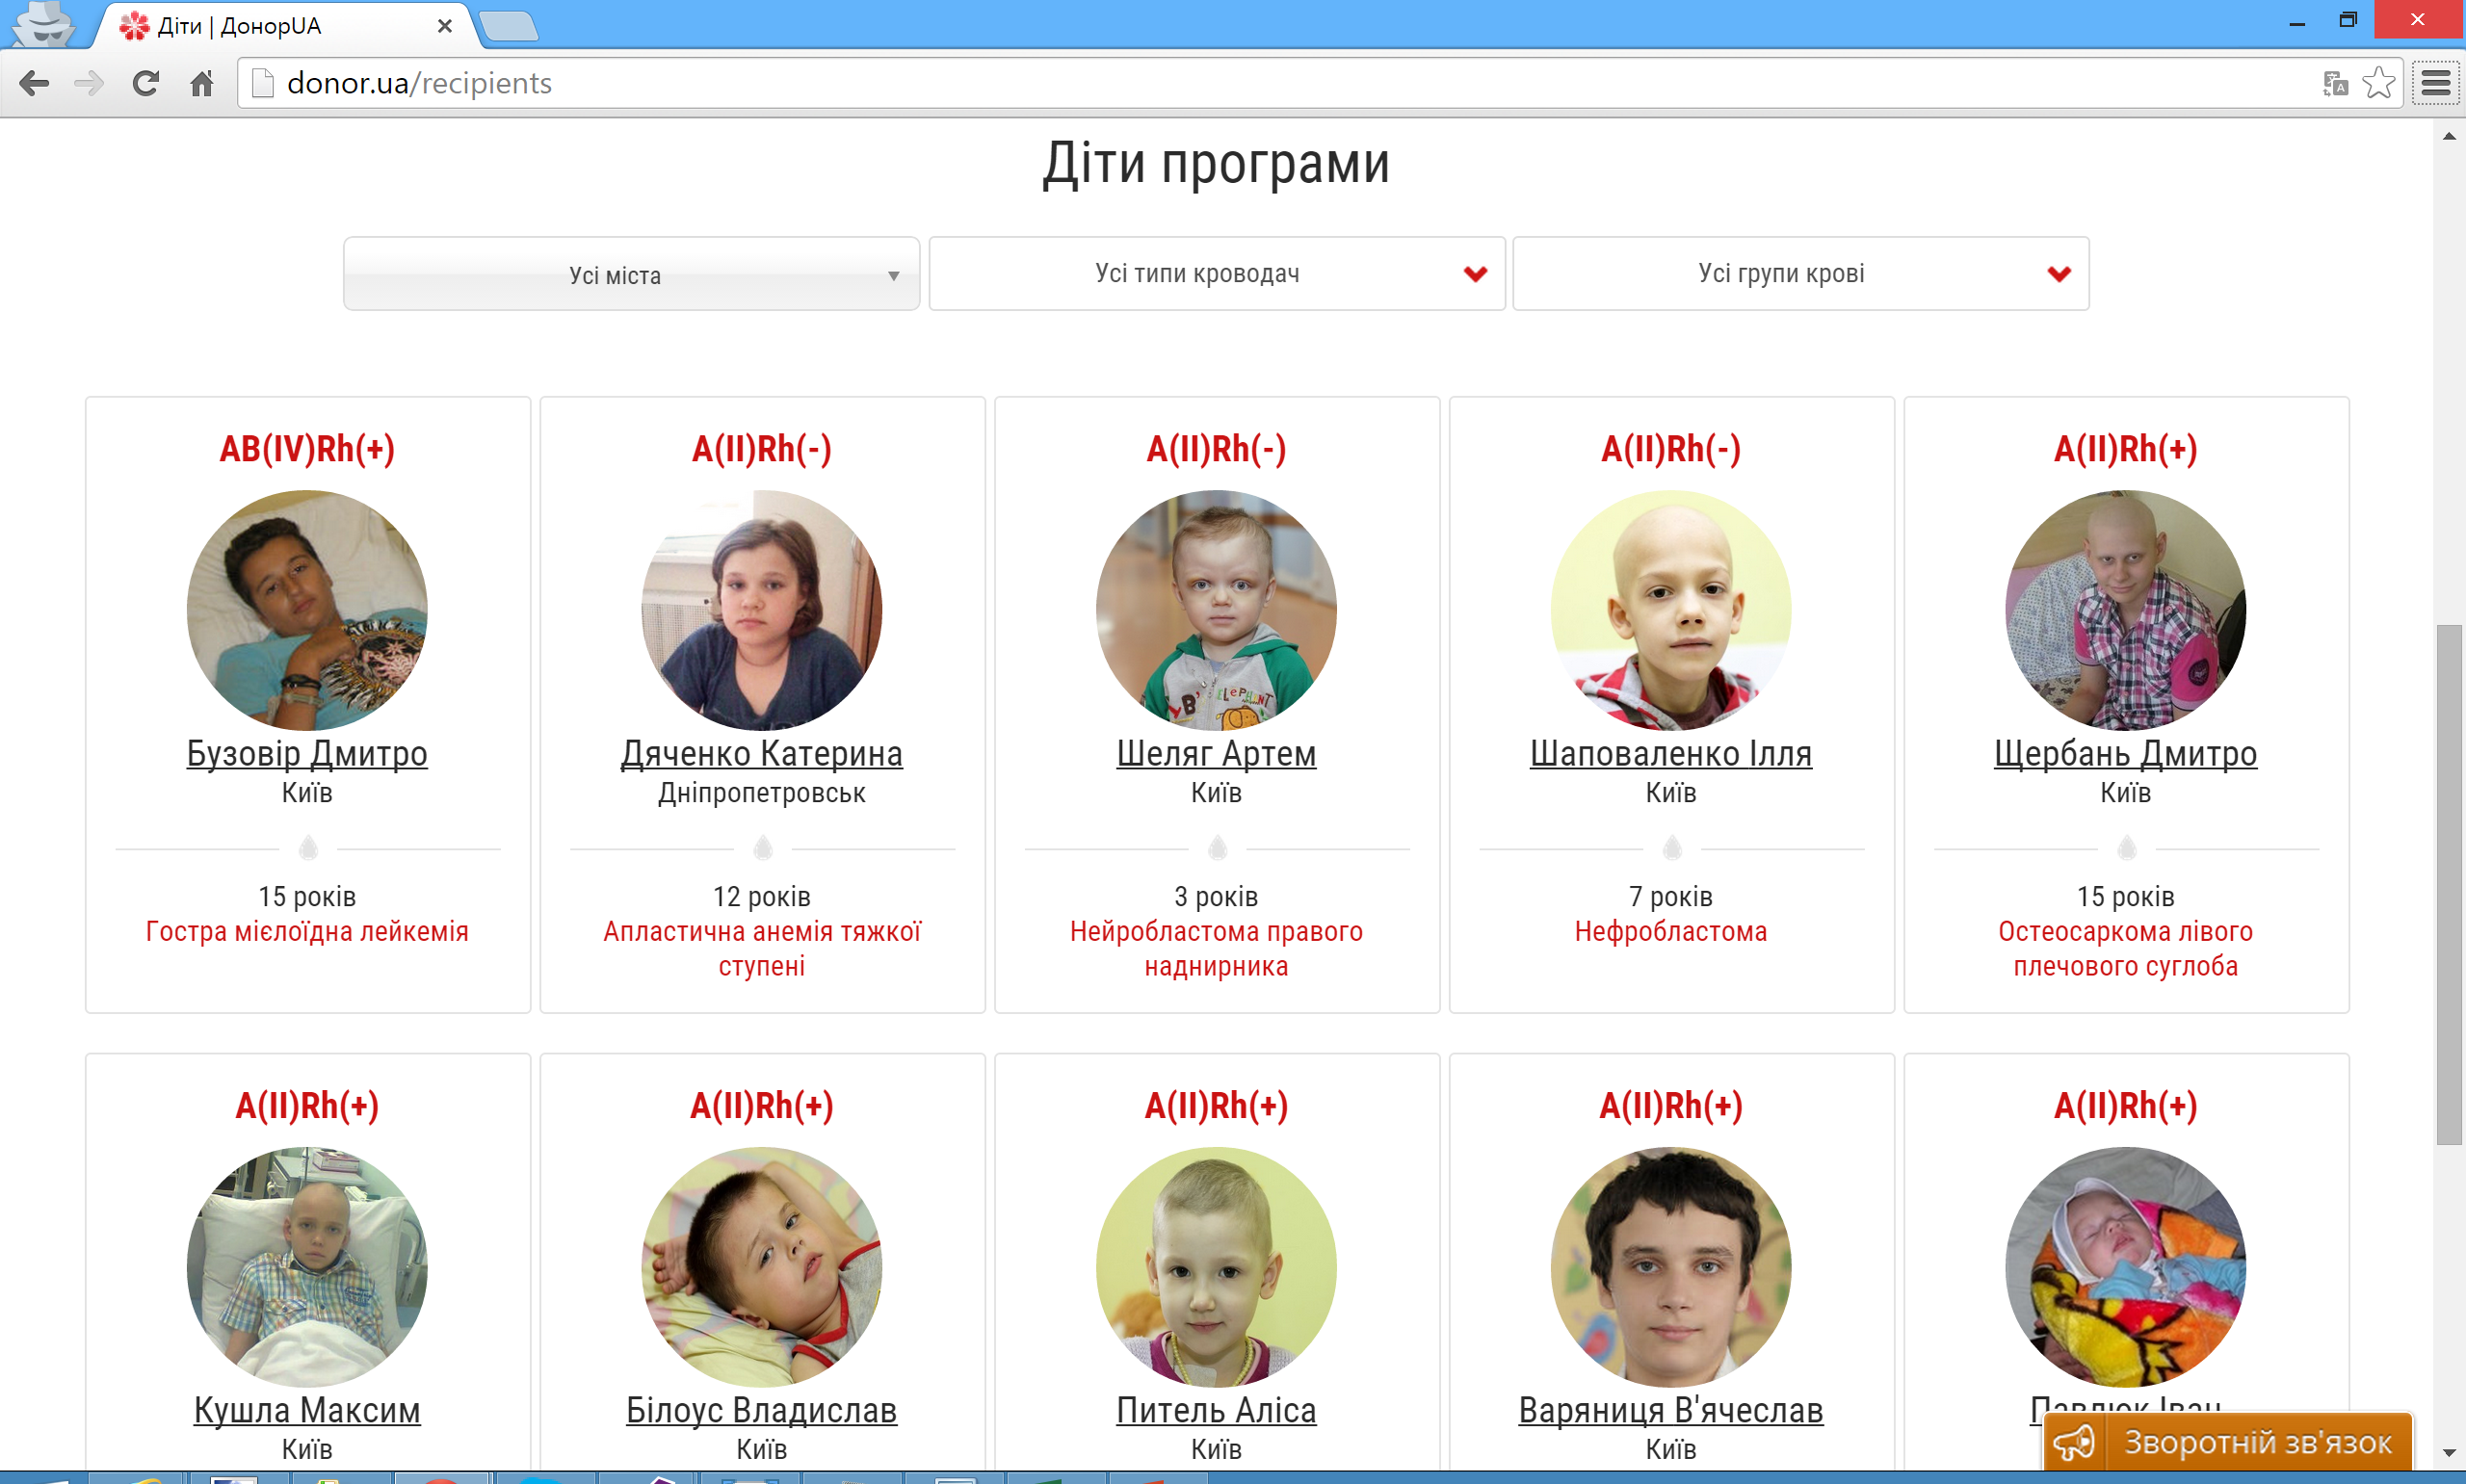 Діти | ДонорUA
donor.ua/recipients
Діти програми
Усі міста
Усі типи кроводач
Усі групи крові
AB(IV)Rh(+)
A(II)Rh(-)
A(II)Rh(-)
A(II)Rh(-)
A(II)Rh(+)
Бузовір Дмитро
Дяченко Катерина
Шеляг Артем
Шаповаленко Ілля
Щербань Дмитро
Київ
Дніпропетровськ
Київ
Київ
Київ
15 років
12 років
3 років
7 років
15 років
Гостра мієлоїдна лейкемія
Апластична анемія тяжкої
ступені
Нейробластома правого
наднирника
Нефробластома
Остеосаркома лівого
плечового суглоба
A(II)Rh(+)
A(II)Rh(+)
A(II)Rh(+)
A(II)Rh(+)
A(II)Rh(+)
Кушла Максим
Білоус Владислав
Питель Аліса
Варяниця В'ячеслав
Київ
Київ
Київ
Київ
Зворотній зв'язок